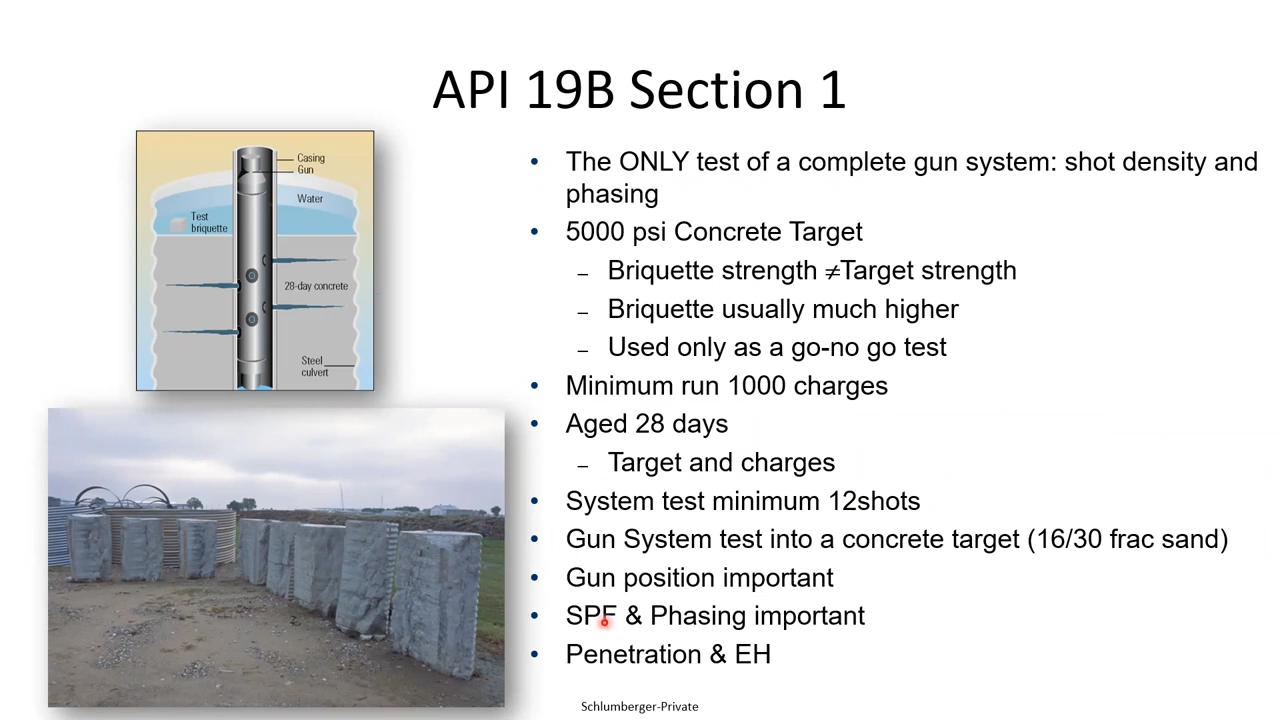 API 19B Section 1
Casing
Gun
Water
Test
briquette
28-day concrete
Steel
culvert
• The ONLY test of a complete gun system: shot density and
phasing
• 5000 psi Concrete Target
– Briquette strength ≠Target strength
– Briquette usually much higher
– Used only as a go-no go test
• Minimum run 1000 charges
• Aged 28 days
– Target and charges
• System test minimum 12shots
• Gun System test into a concrete target (16/30 frac sand)
• Gun position important
• SPF & Phasing important
• Penetration & EH
Schlumberger-Private